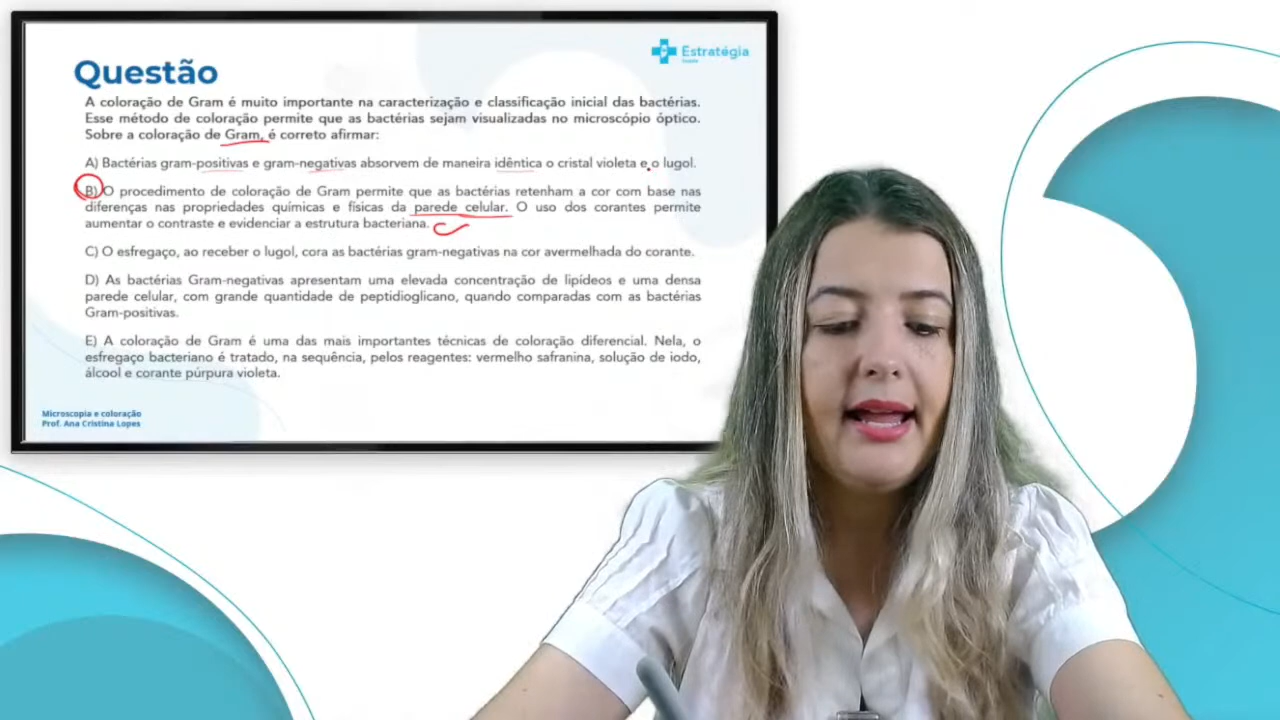 Questão
Estratégia
Saúde
A coloração de Gram é muito importante na caracterização e classificação inicial das bactérias.
Esse método de coloração permite que as bactérias sejam visualizadas no microscópio óptico.
Sobre a coloração de Gram, é correto afirmar:
A) Bactérias gram-positivas e gram-negativas absorvem de maneira idêntica o cristal violeta e o lugol.
B) O procedimento de coloração de Gram permite que as bactérias retenham a cor com base nas
diferenças nas propriedades químicas e físicas da parede celular. O uso dos corantes permite
aumentar o contraste e evidenciar a estrutura bacteriana.
C) O esfregaço, ao receber o lugol, cora as bactérias gram-negativas na cor avermelhada do corante.
D) As bactérias Gram-negativas apresentam uma elevada concentração de lipídeos e uma densa
parede celular, com grande quantidade de peptidioglicano, quando comparadas com as bactérias
Gram-positivas.
E) A coloração de Gram é uma das mais importantes técnicas de coloração diferencial. Nela, o
esfregaço bacteriano é tratado, na sequência, pelos reagentes: vermelho safranina, solução de iodo,
álcool e corante púrpura violeta.
Microscopia e coloração
Prof. Ana Cristina Lopes